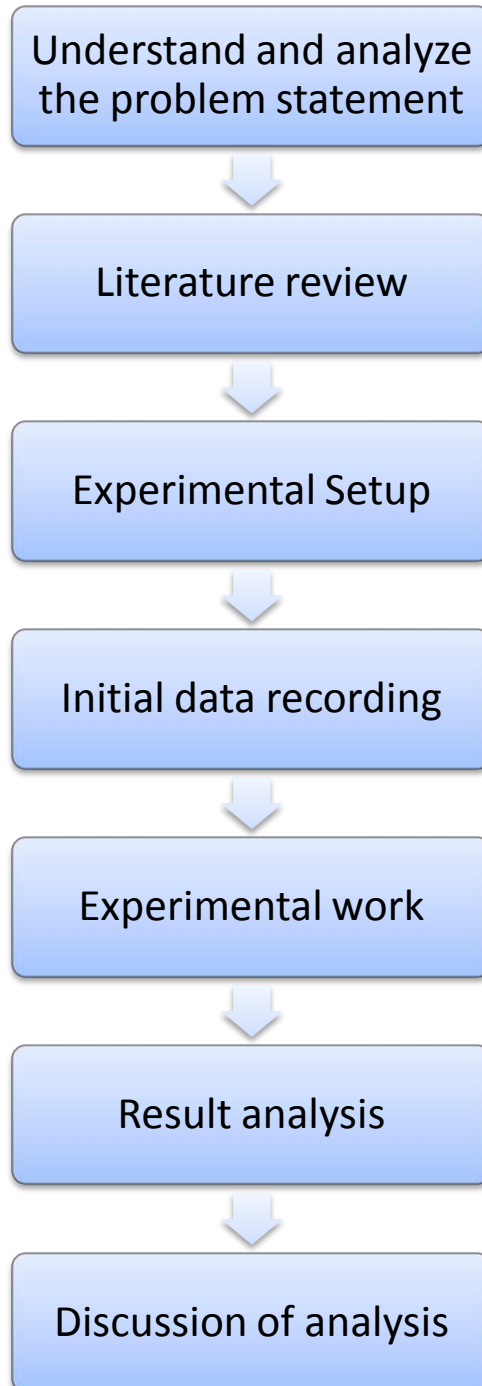 Understand and analyze
the problem statement
Literature review
Experimental Setup
Initial data recording
Experimental work
Result analysis
Discussion of analysis